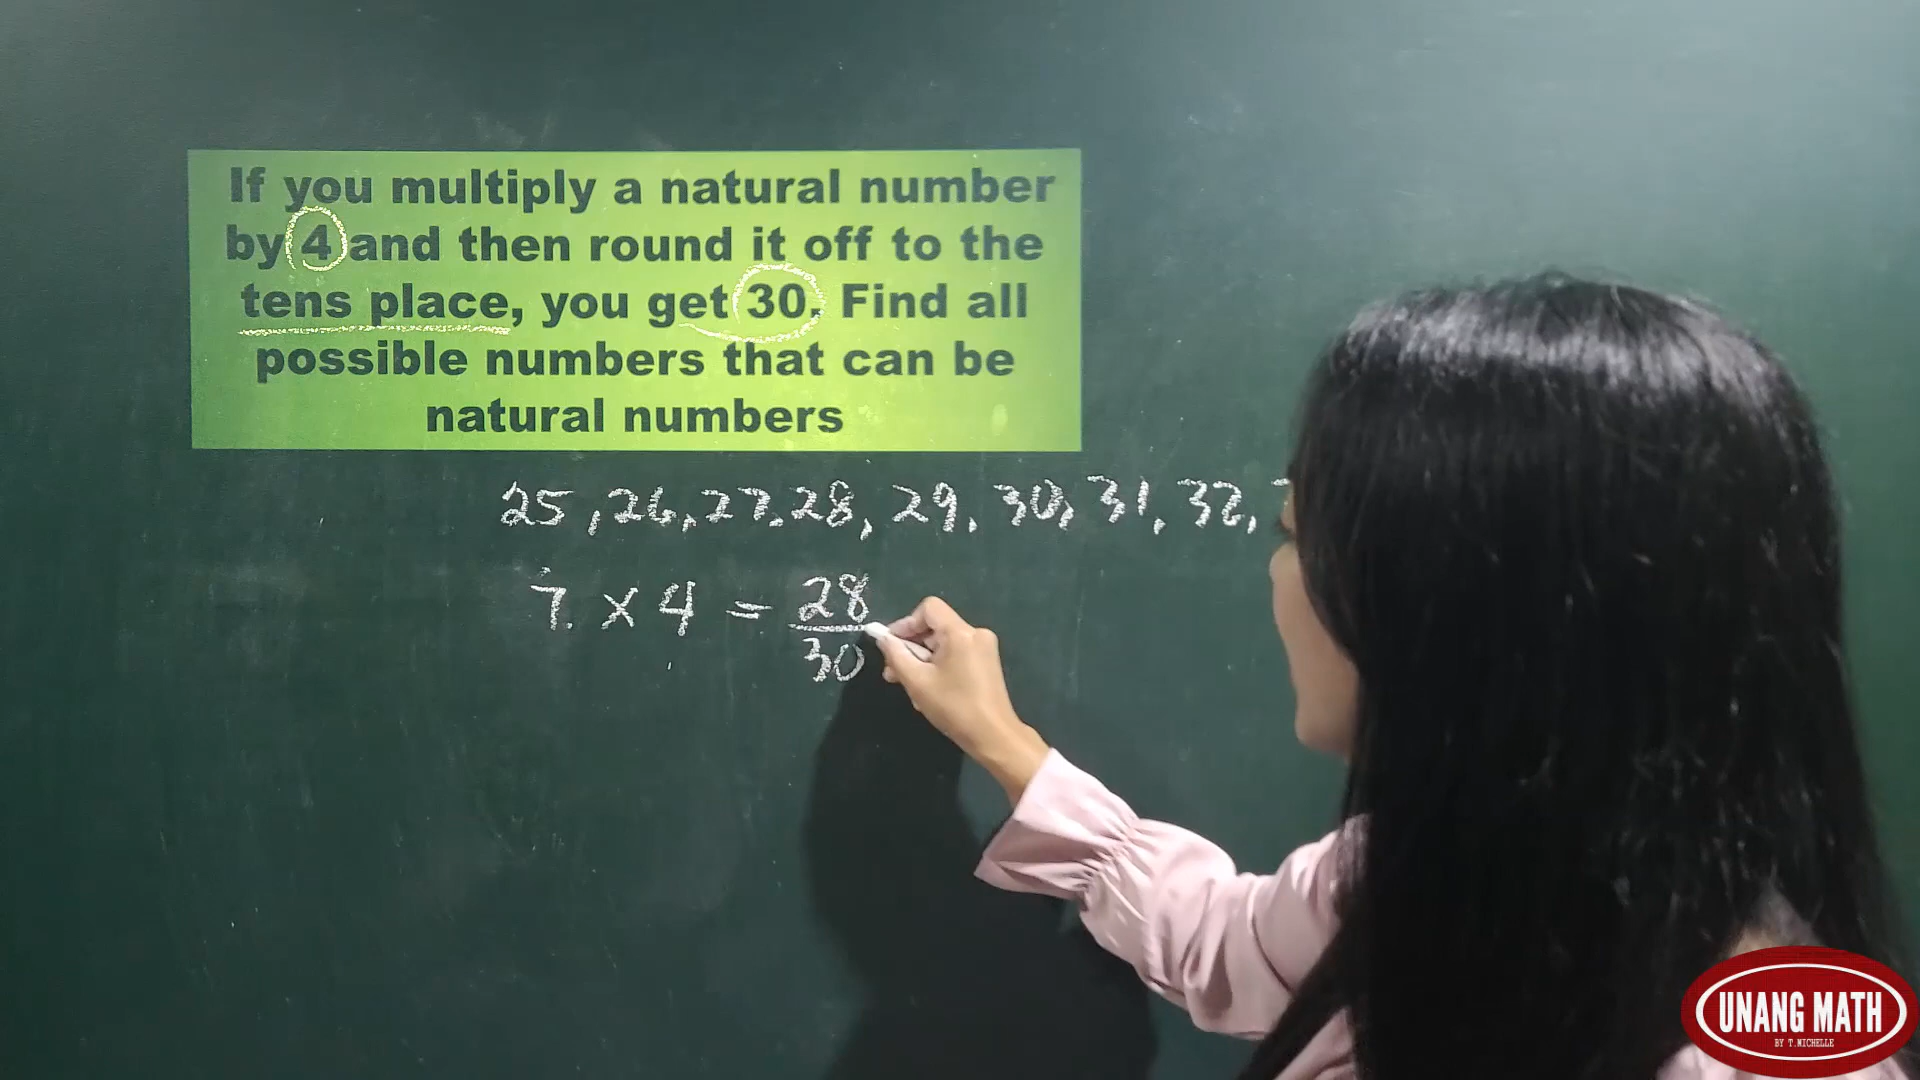 If you multiply a natural number
by 4 and then round it off to the
tens place, you get 30. Find all
possible numbers that can be
natural numbers
25, 26, 27, 28, 29, 30, 31, 32,
7 × 4 = 28
30
UNANG MATH
BY T.MICHELLE